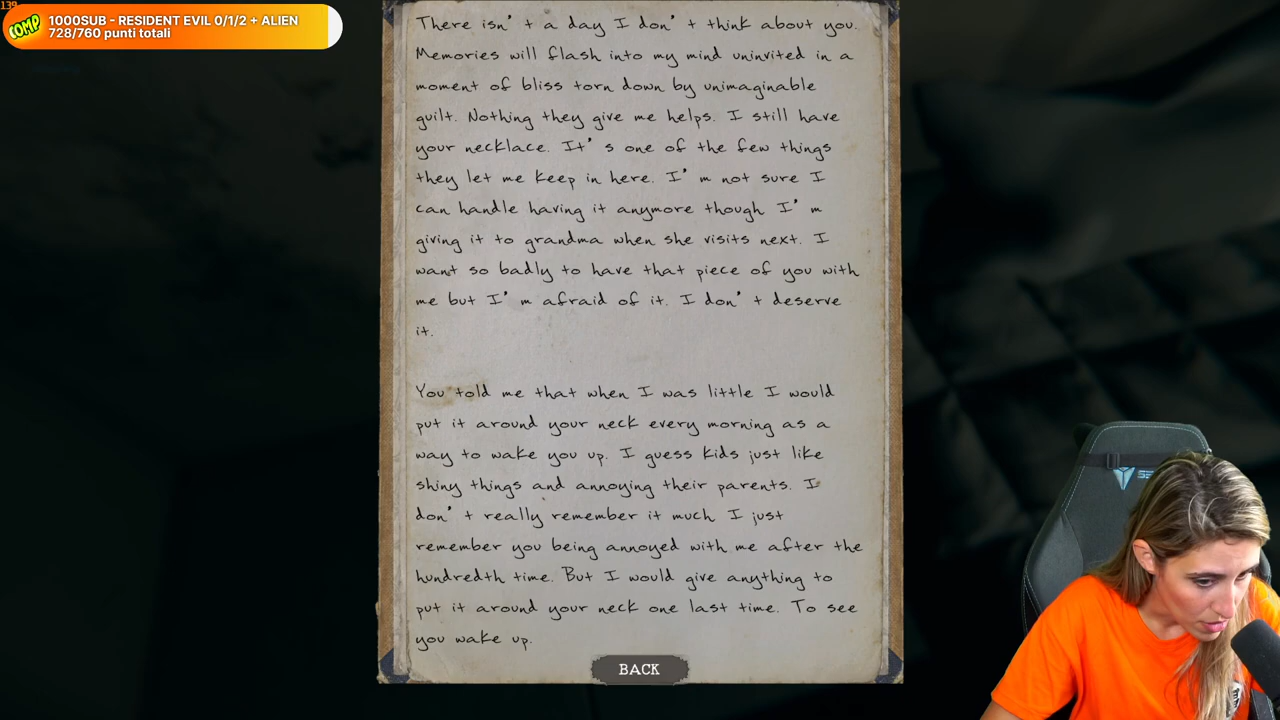 139
COMP
1000SUB - RESIDENT EVIL 0/1/2 + ALIEN
728/760 punti totali
There isn' t a day I don' t think about you.
Memories will flash into my mind uninvited in a
moment of bliss torn down by unimaginable
guilt. Nothing they give me helps. I still have
your necklace. It' s one of the few things
they let me keep in here. I' m not sure I
can handle having it anymore though I' m
giving it to grandma when she visits next. I
want so badly to have that piece of you with
me but I' m afraid of it. I don' t deserve
it.
You told me that when I was little I would
put it around your neck every morning as a
way to wake you up. I guess kids just like
shiny things and annoying their parents. I
don' t really remember it much I just
remember you being annoyed with me after the
hundredth time. But I would give anything to
put it around your neck one last time. To see
you wake up.
BACK